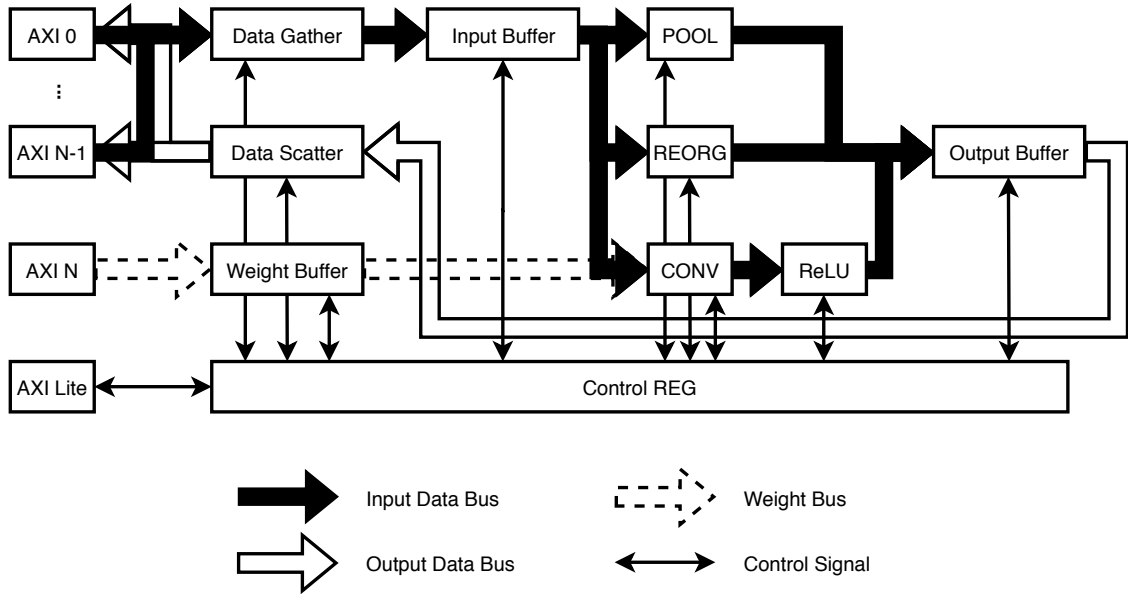 AXI 0
Data Gather
Input Buffer
POOL
...
AXI N-1
Data Scatter
REORG
Output Buffer
AXI N
Weight Buffer
CONV
ReLU
AXI Lite
Control REG
Input Data Bus
Weight Bus
Output Data Bus
Control Signal